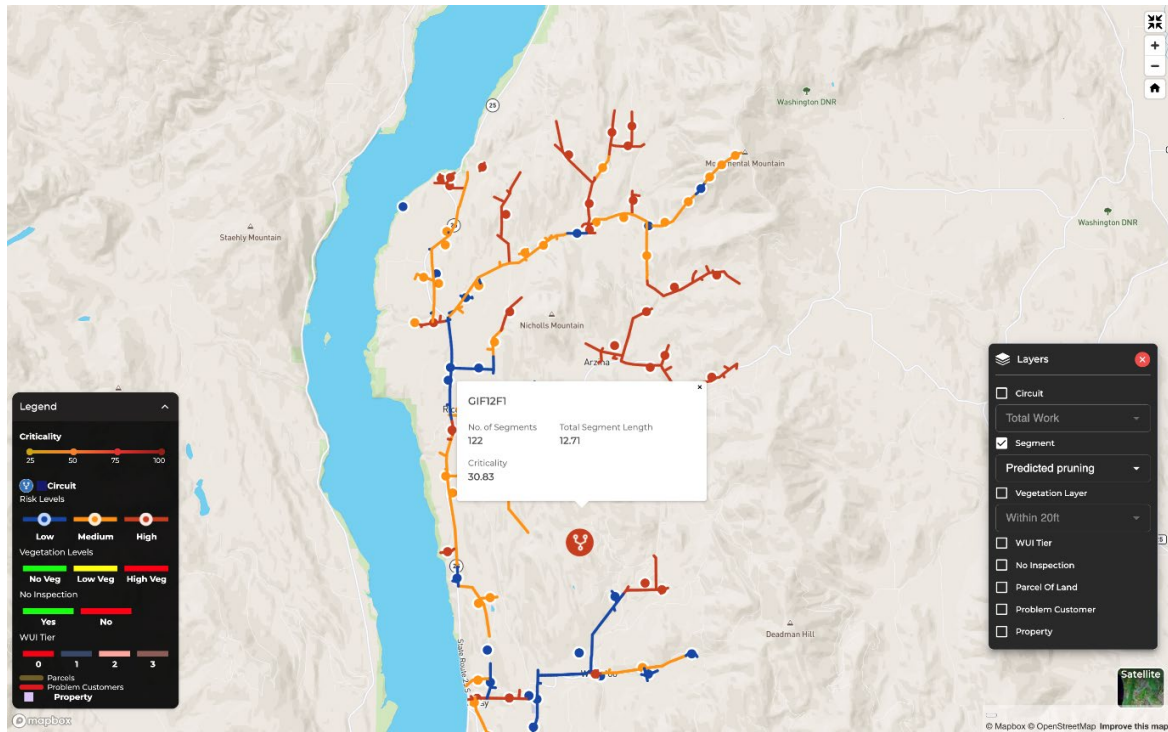 25
Washington DNR
Monumental Mountain
Washington DNR
Staehly Mountain
Nicholls Mountain
Arzina
GIF12F1
No. of Segments
Total Segment Length
122
12.71
Criticality
30.83
Deadman Hill
State Route 25 S
Legend
Criticality
25 50 75 100
Circuit
Risk Levels
Low Medium High
Vegetation Levels
No Veg Low Veg High Veg
No Inspection
Yes No
WUI Tier
0 1 2 3
Parcels
Problem Customers
Property
mapbox
Layers
Circuit
Total Work
Segment
Predicted pruning
Vegetation Layer
Within 20ft
WUI Tier
No Inspection
Parcel Of Land
Problem Customer
Property
Satellite
© Mapbox © OpenStreetMap Improve this map